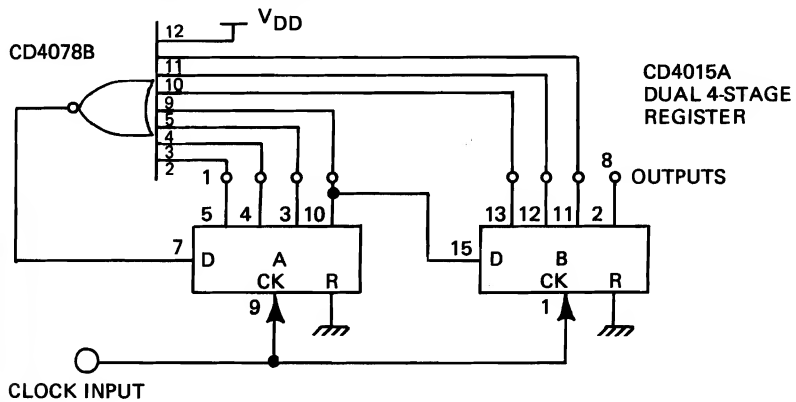 12
VDD
CD4078B
11
10
9
5
4
3
2
CD4015A
DUAL 4-STAGE
REGISTER
1
8
OUTPUTS
5
4
3
10
13
12
11
2
7
D
A
CK
R
15
D
B
CK
R
9
1
CLOCK INPUT